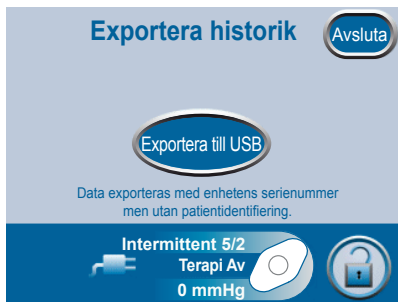 Exportera historik
Avsluta
Exportera till USB
Data exporteras med enhetens serienummer
men utan patientidentifiering.
Intermittent 5/2
Terapi Av
0 mmHg